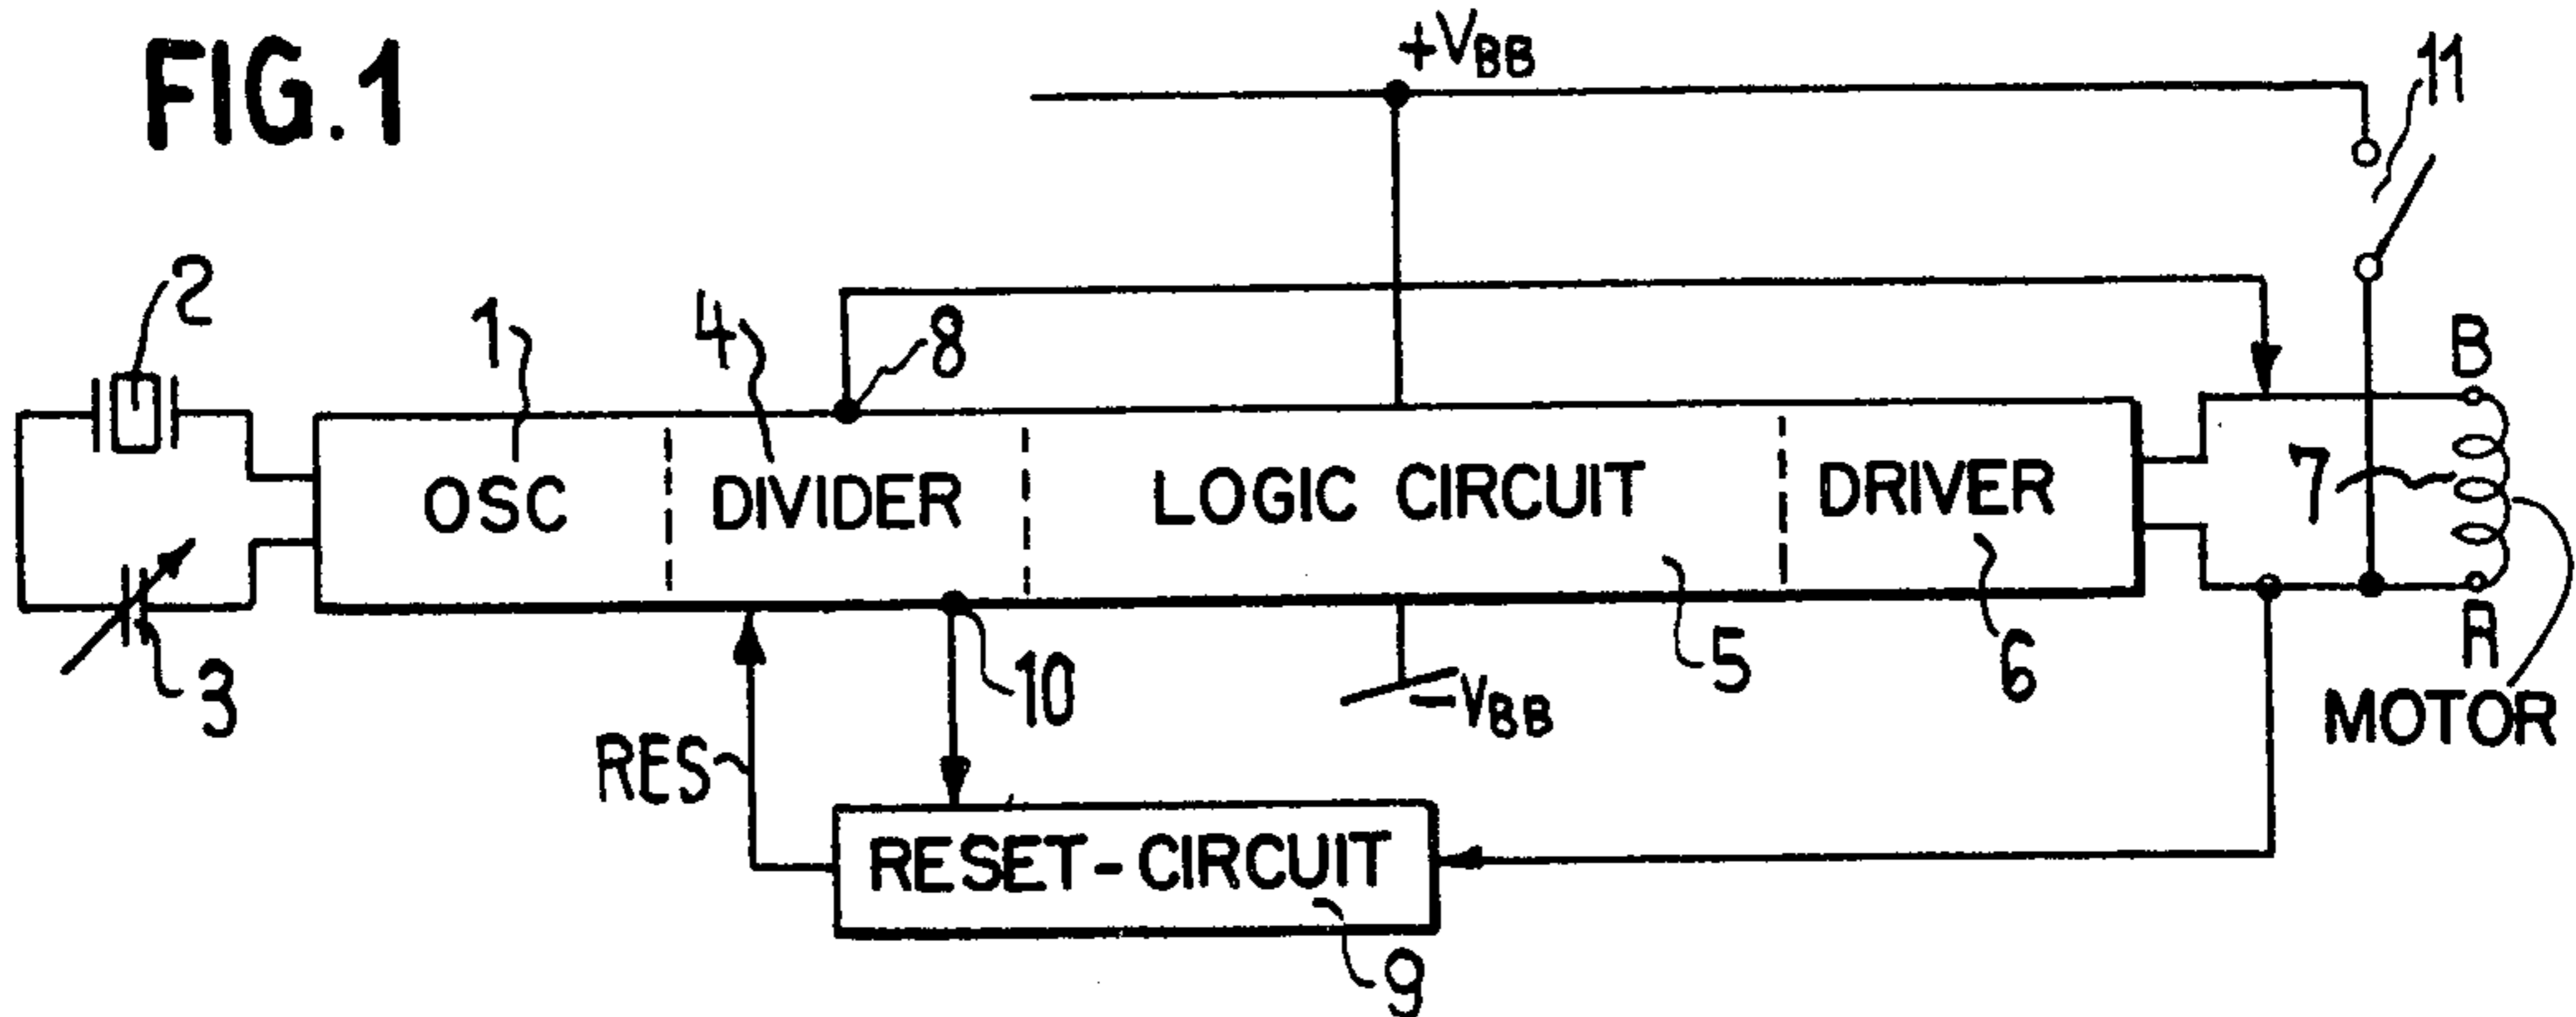 FIG.1
+VBB
11
2
1
4
8
B
OSC
DIVIDER
LOGIC CIRCUIT
DRIVER
7
3
10
5
6
R
-VBB
MOTOR
RES
RESET-CIRCUIT
9